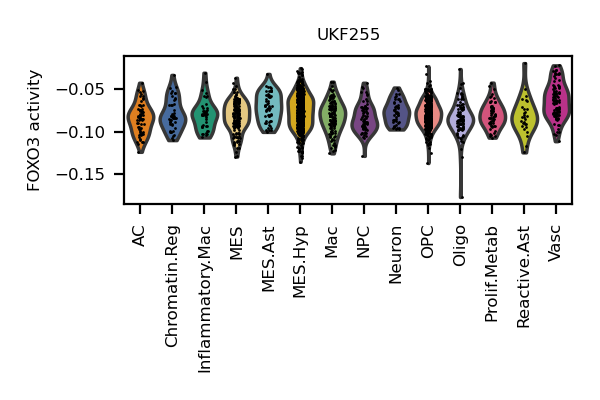 UKF255
FOXO3 activity
−0.05
−0.10
−0.15
AC
Chromatin.Reg
Inflammatory.Mac
MES
MES.Ast
MES.Hyp
Mac
NPC
Neuron
OPC
Oligo
Prolif.Metab
Reactive.Ast
Vasc